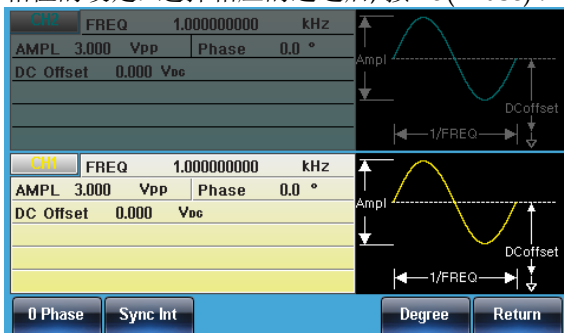 CH2 FREQ 1.000000000 kHz
AMPL 3.000 Vpp Phase 0.0 °
DC Offset 0.000 VDC
Ampl
DCoffset
1/FREQ
CH1 FREQ 1.000000000 kHz
AMPL 3.000 Vpp Phase 0.0 °
DC Offset 0.000 VDC
Ampl
DCoffset
1/FREQ
0 Phase Sync Int Degree Return